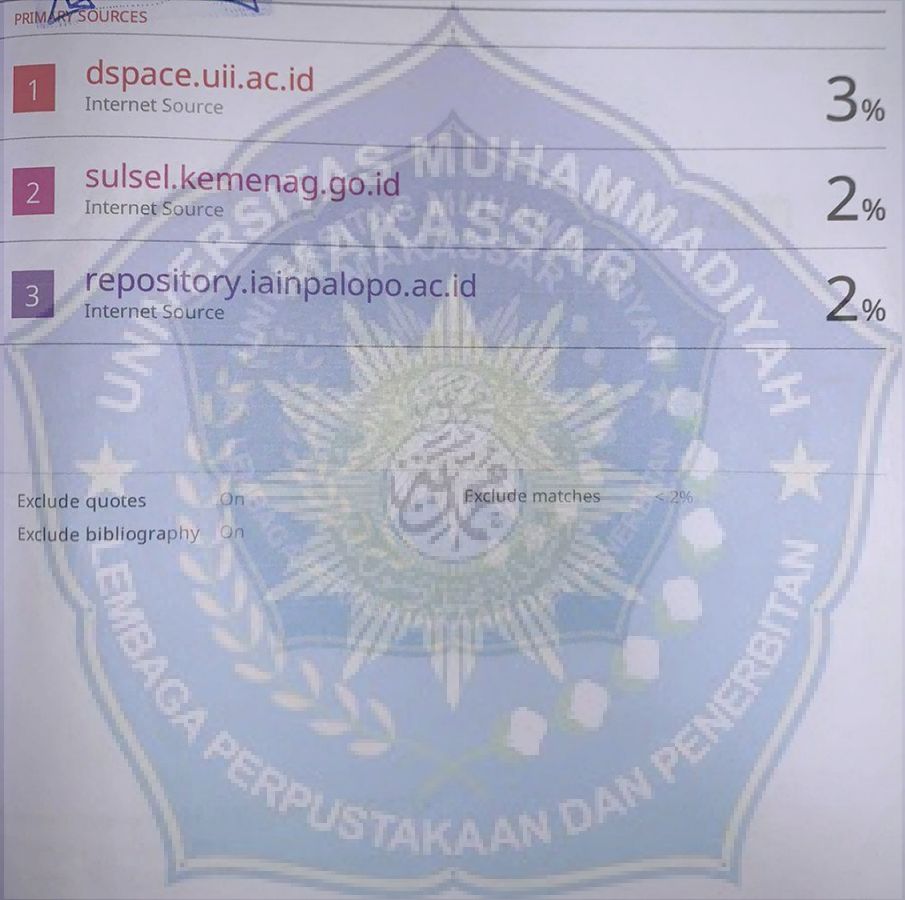 PRIMARY SOURCES
1 dspace.uii.ac.id 3%
Internet Source
2 sulsel.kemenag.go.id 2%
Internet Source
3 repository.iainpalopo.ac.id 2%
Internet Source
UNIVERSITAS MUHAMMADIYAH
MAKASSAR
Exclude quotes On Exclude matches < 2%
Exclude bibliography On
LEMBAGA PERPUSTAKAAN DAN PENERBITAN